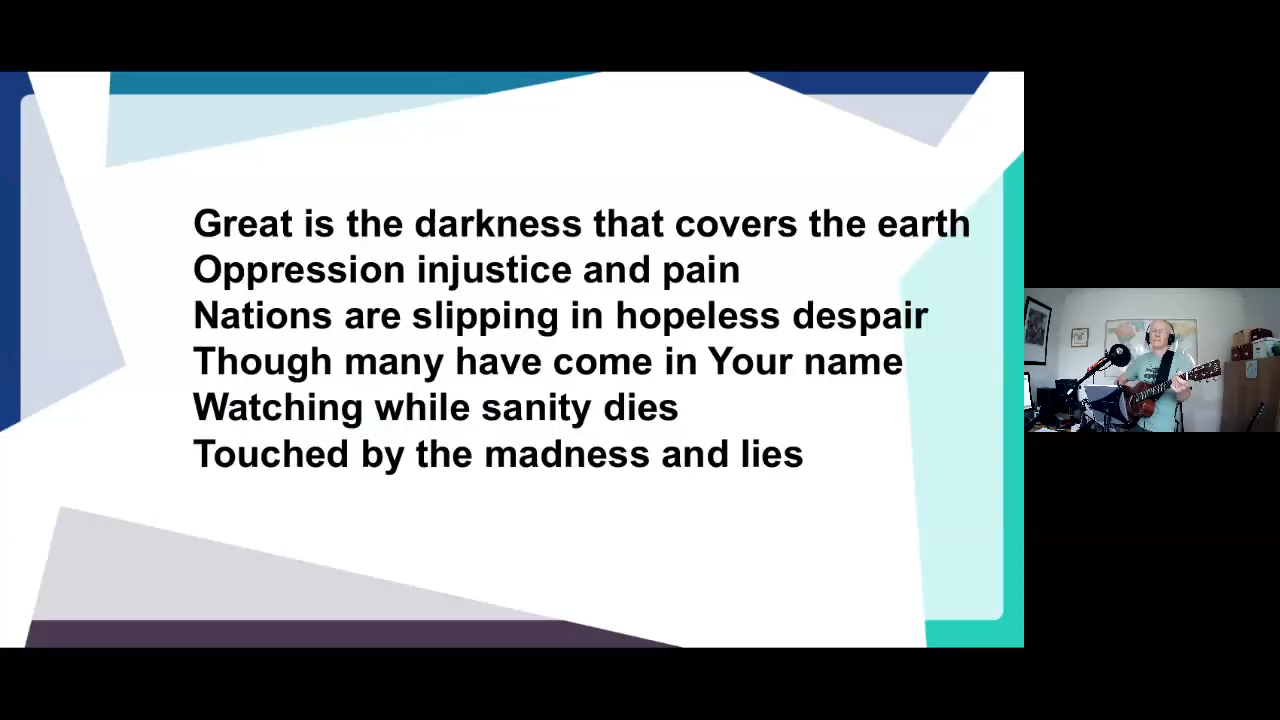 Great is the darkness that covers the earth
Oppression injustice and pain
Nations are slipping in hopeless despair
Though many have come in Your name
Watching while sanity dies
Touched by the madness and lies